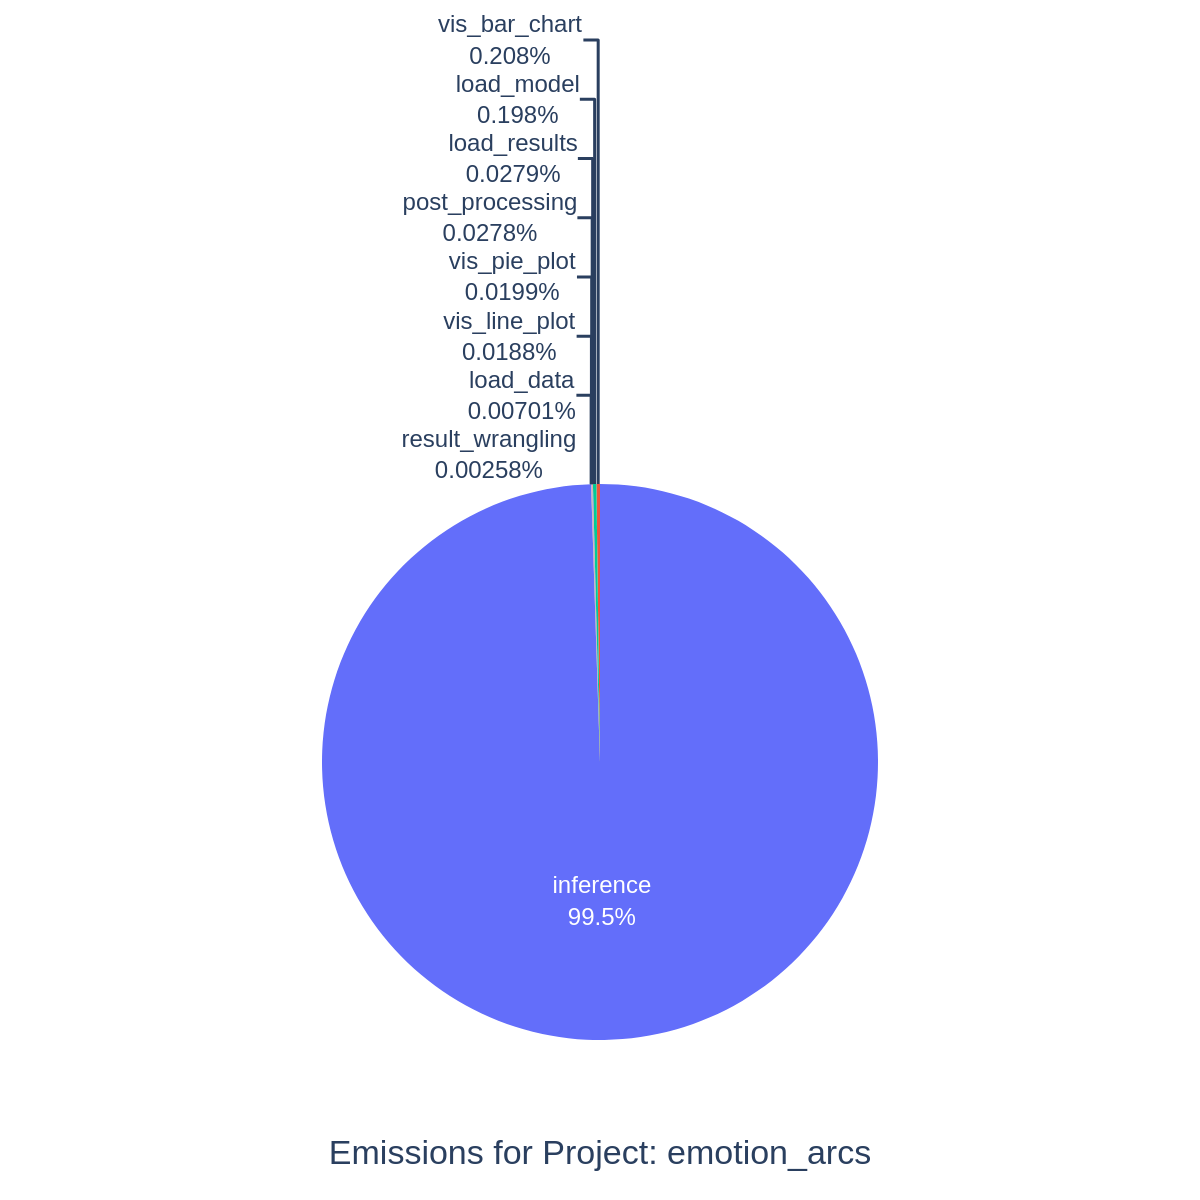 vis_bar_chart
0.208%
load_model
0.198%
load_results
0.0279%
post_processing
0.0278%
vis_pie_plot
0.0199%
vis_line_plot
0.0188%
load_data
0.00701%
result_wrangling
0.00258%
inference
99.5%
Emissions for Project: emotion_arcs